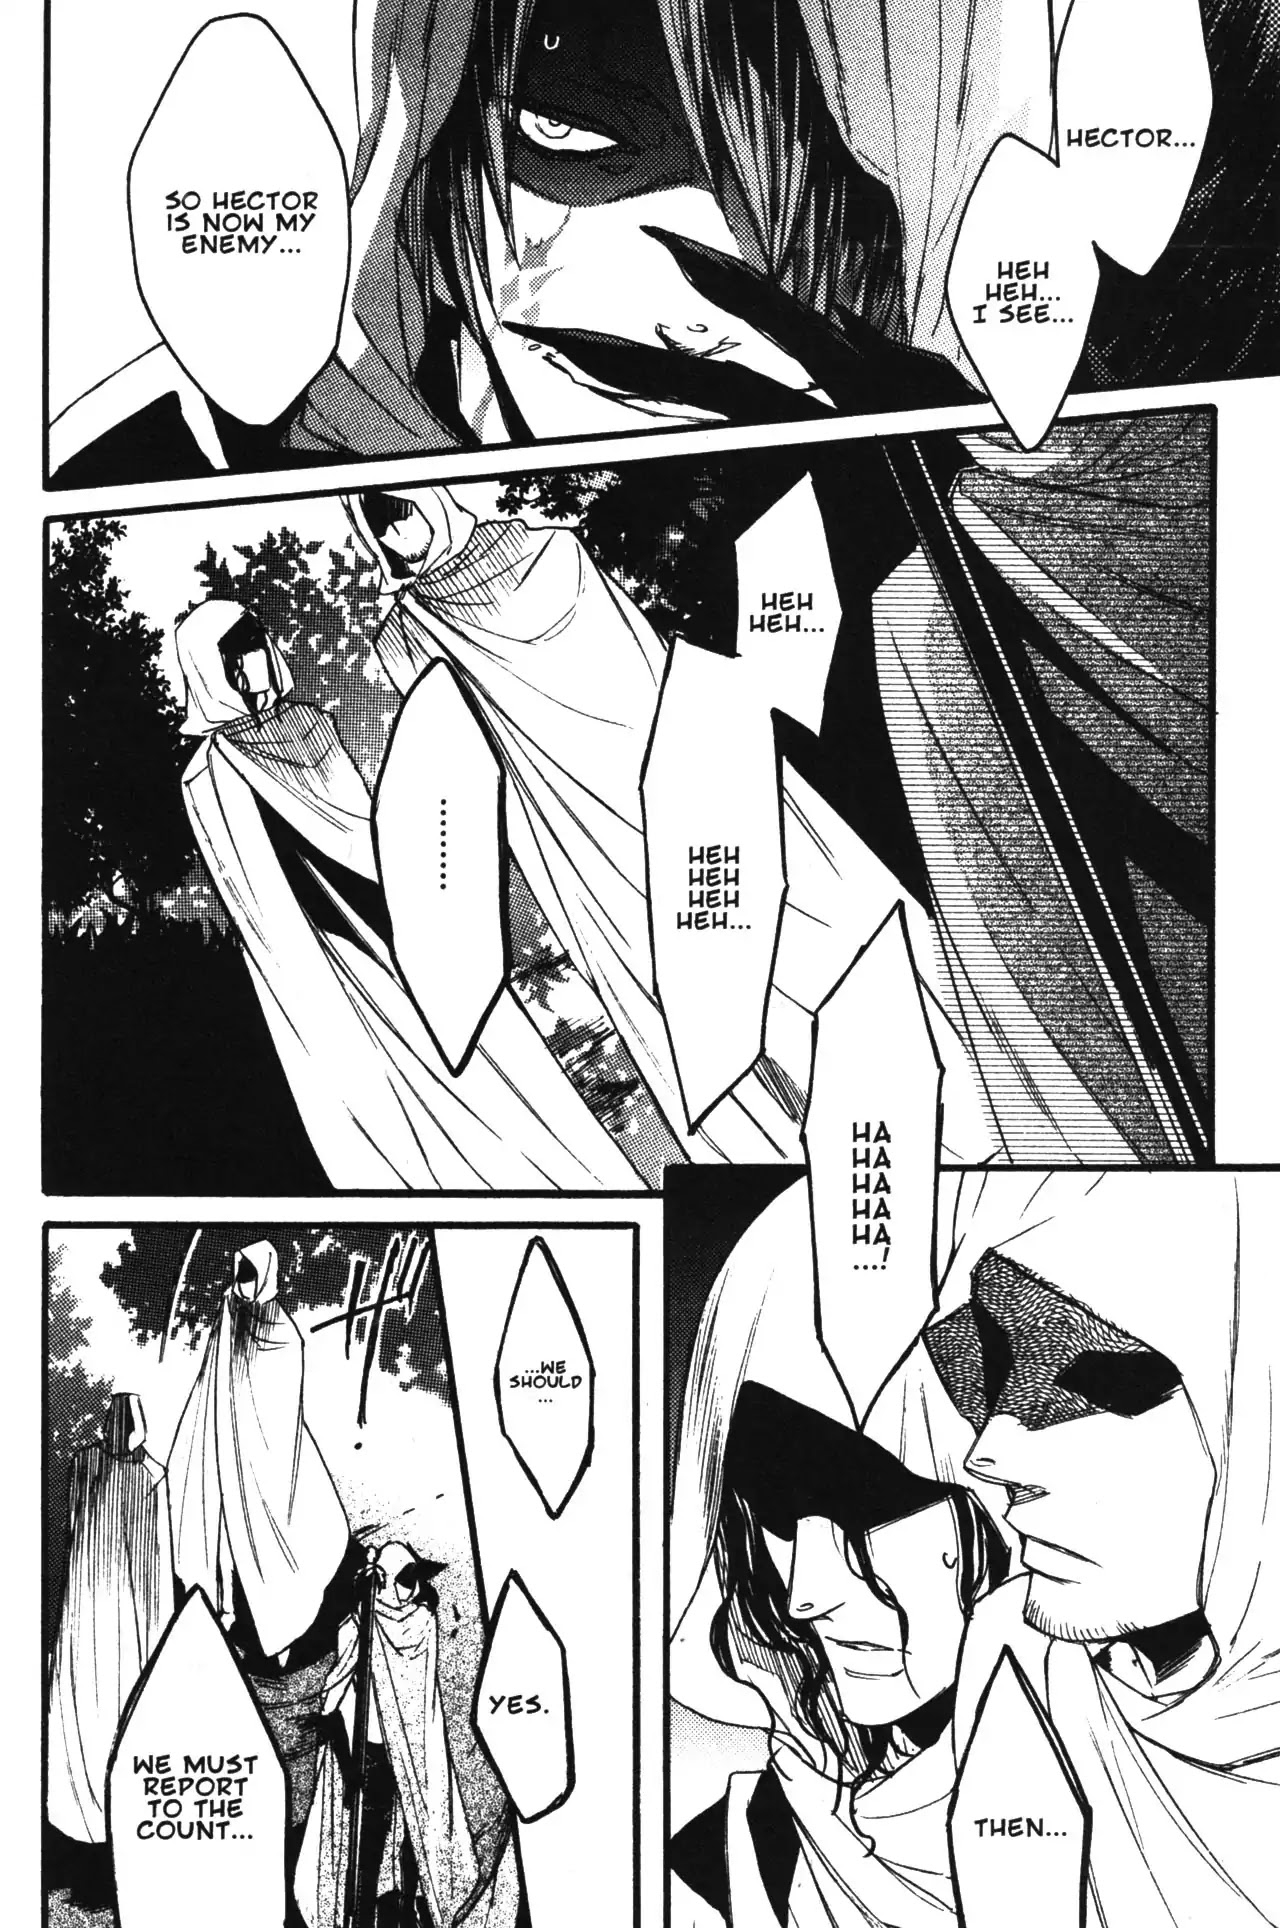 HECTOR...
HEH
HEH...
I SEE...
SO HECTOR
IS NOW MY
ENEMY...
HEH
HEH...
HEH
HEH
HEH
HEH...
.........
HA
HA
HA
HA
HA
...!
THEN...
...WE
SHOULD
...
YES.
WE MUST
REPORT
TO THE
COUNT...